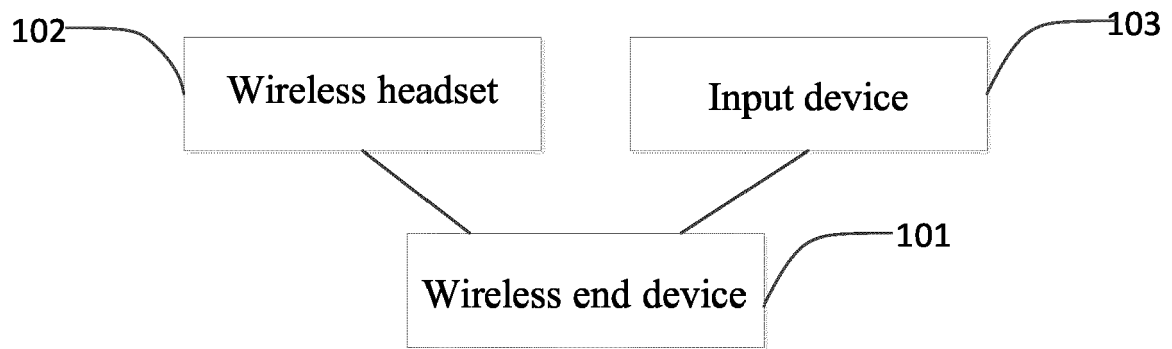 102
103
Wireless headset
Input device
101
Wireless end device